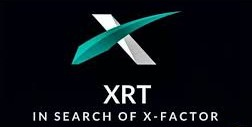 XRT
IN SEARCH OF X-FACTOR